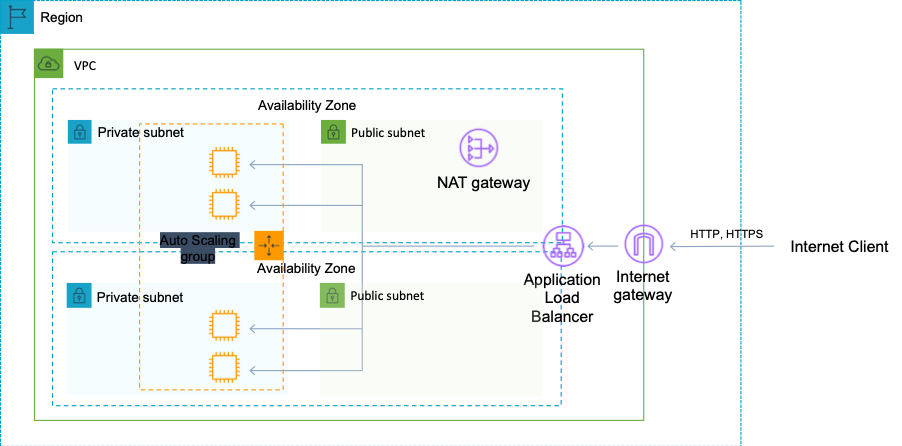 Region
VPC
Availability Zone
Private subnet
Public subnet
NAT gateway
HTTP, HTTPS
Internet Client
Auto Scaling
group
Availability Zone
Application
Load
Balancer
Internet
gateway
Private subnet
Public subnet